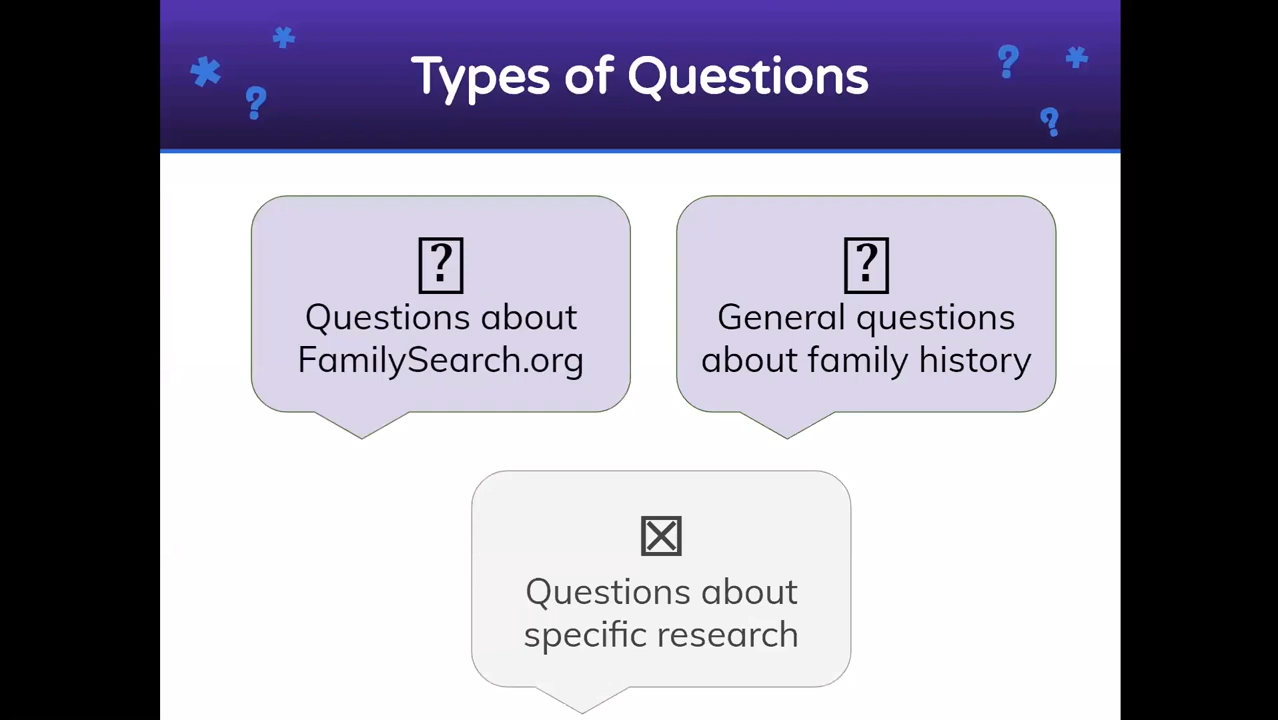 Types of Questions
Questions about
FamilySearch.org
General questions
about family history
☒
Questions about
specific research